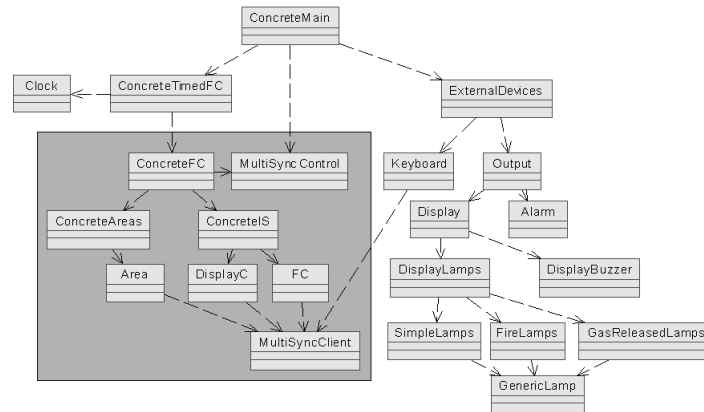 ConcreteMain
Clock
ConcreteTimedFC
ExternalDevices
ConcreteFC
MultiSync Control
Keyboard
Output
ConcreteAreas
ConcreteIS
Display
Alarm
Area
DisplayC
FC
DisplayLamps
DisplayBuzzer
MultiSyncClient
SimpleLamps
FireLamps
GasReleasedLamps
GenericLamp